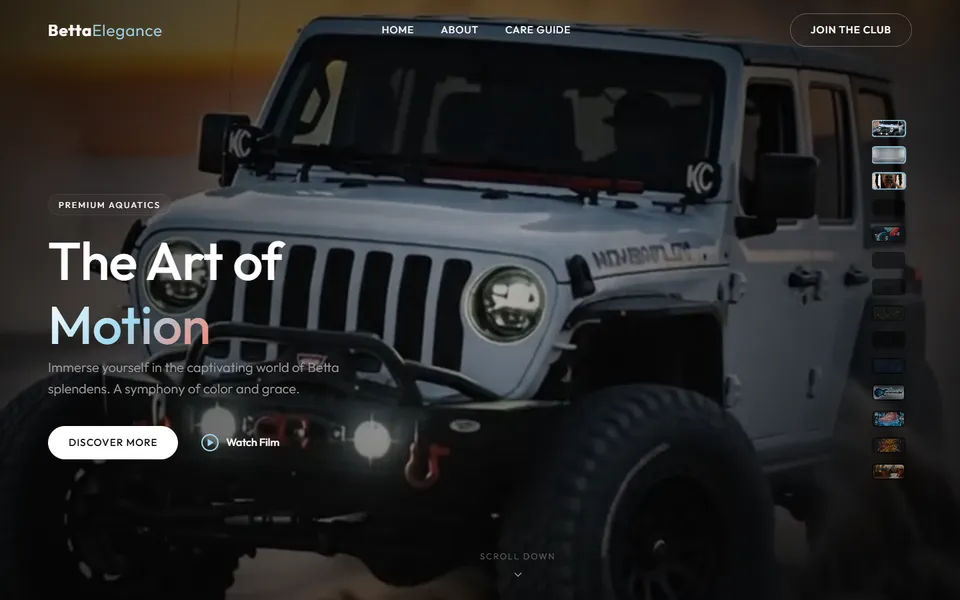 BettaElegance
HOME
ABOUT
CARE GUIDE
JOIN THE CLUB
KC
KC
PREMIUM AQUATICS
The Art of
Motion
Immerse yourself in the captivating world of Betta
splendens. A symphony of color and grace.
DISCOVER MORE
Watch Film
SCROLL DOWN